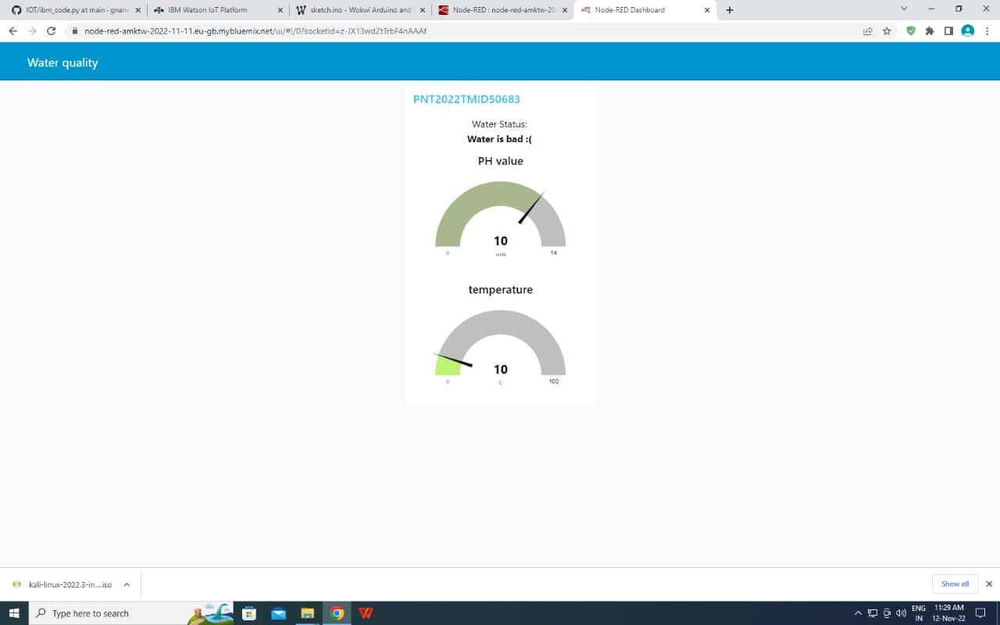 IOT/ibm_code.py at main · gnane
IBM Watson IoT Platform
sketch.ino - Wokwi Arduino and
Node-RED : node-red-amktw-20
Node-RED Dashboard
node-red-amktw-2022-11-11.eu-gb.mybluemix.net/ui/#!/0?socketid=z-JX13wdZtTrbF4nAAAf
Water quality
PNT2022TMID50683
Water Status:
Water is bad :(
PH value
10
units
0
14
temperature
10
C
0
100
kali-linux-2022.3-in....iso
Show all
Type here to search
ENG
IN
11:29 AM
12-Nov-22